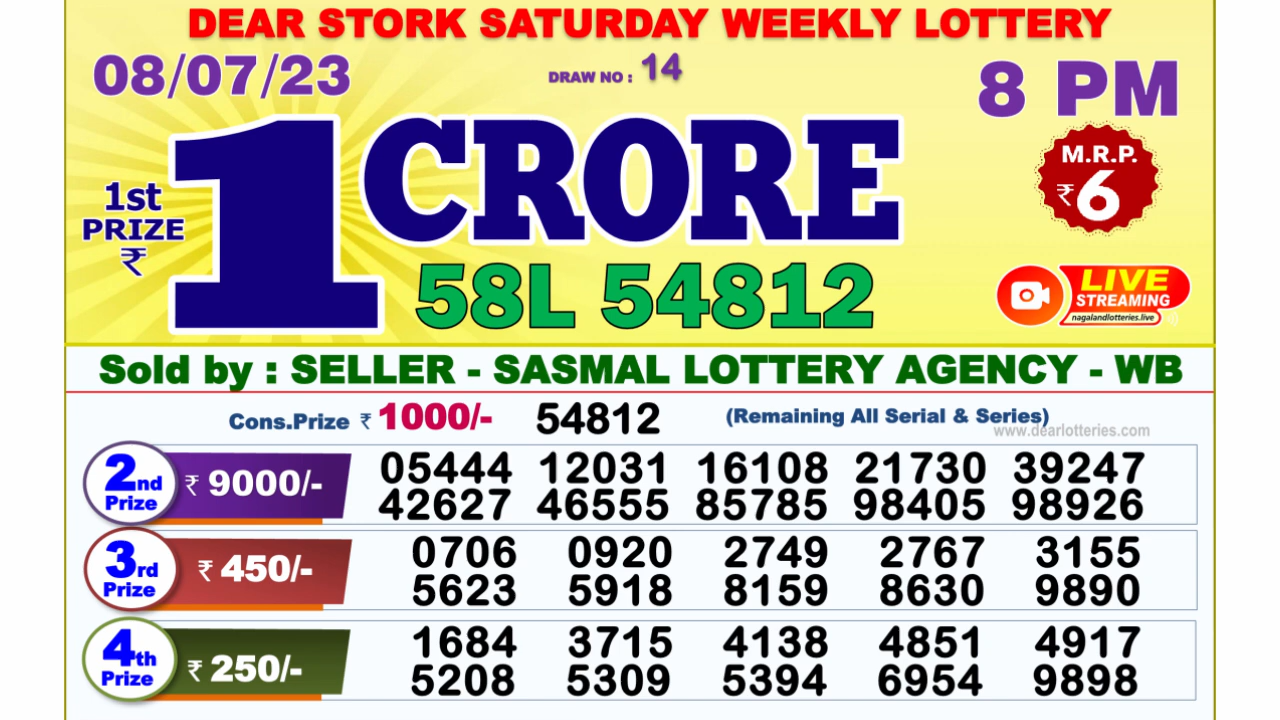 DEAR STORK SATURDAY WEEKLY LOTTERY
08/07/23
DRAW NO : 14
8 PM
1st
PRIZE
₹
1 CRORE
M.R.P.
₹6
58L 54812
LIVE
STREAMING
nagalandlotteries.live
Sold by : SELLER - SASMAL LOTTERY AGENCY - WB
Cons.Prize ₹ 1000/- 54812 (Remaining All Serial & Series)
www.dearlotteries.com
2nd
Prize
₹ 9000/-
05444 12031 16108 21730 39247
42627 46555 85785 98405 98926
3rd
Prize
₹ 450/-
0706 0920 2749 2767 3155
5623 5918 8159 8630 9890
4th
Prize
₹ 250/-
1684 3715 4138 4851 4917
5208 5309 5394 6954 9898